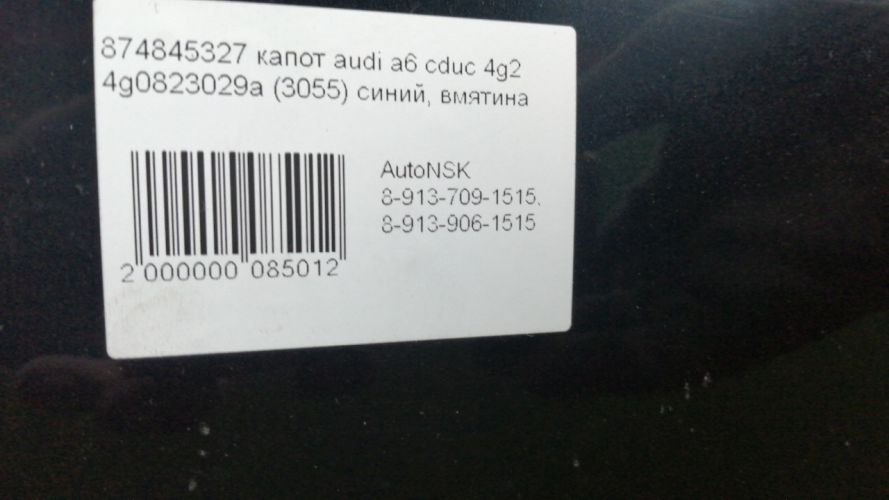 874845327 капот audi a6 cduc 4g2
4g0823029a (3055) синий, вмятина
AutoNSK
8-913-709-1515,
8-913-906-1515
2 000000 085012